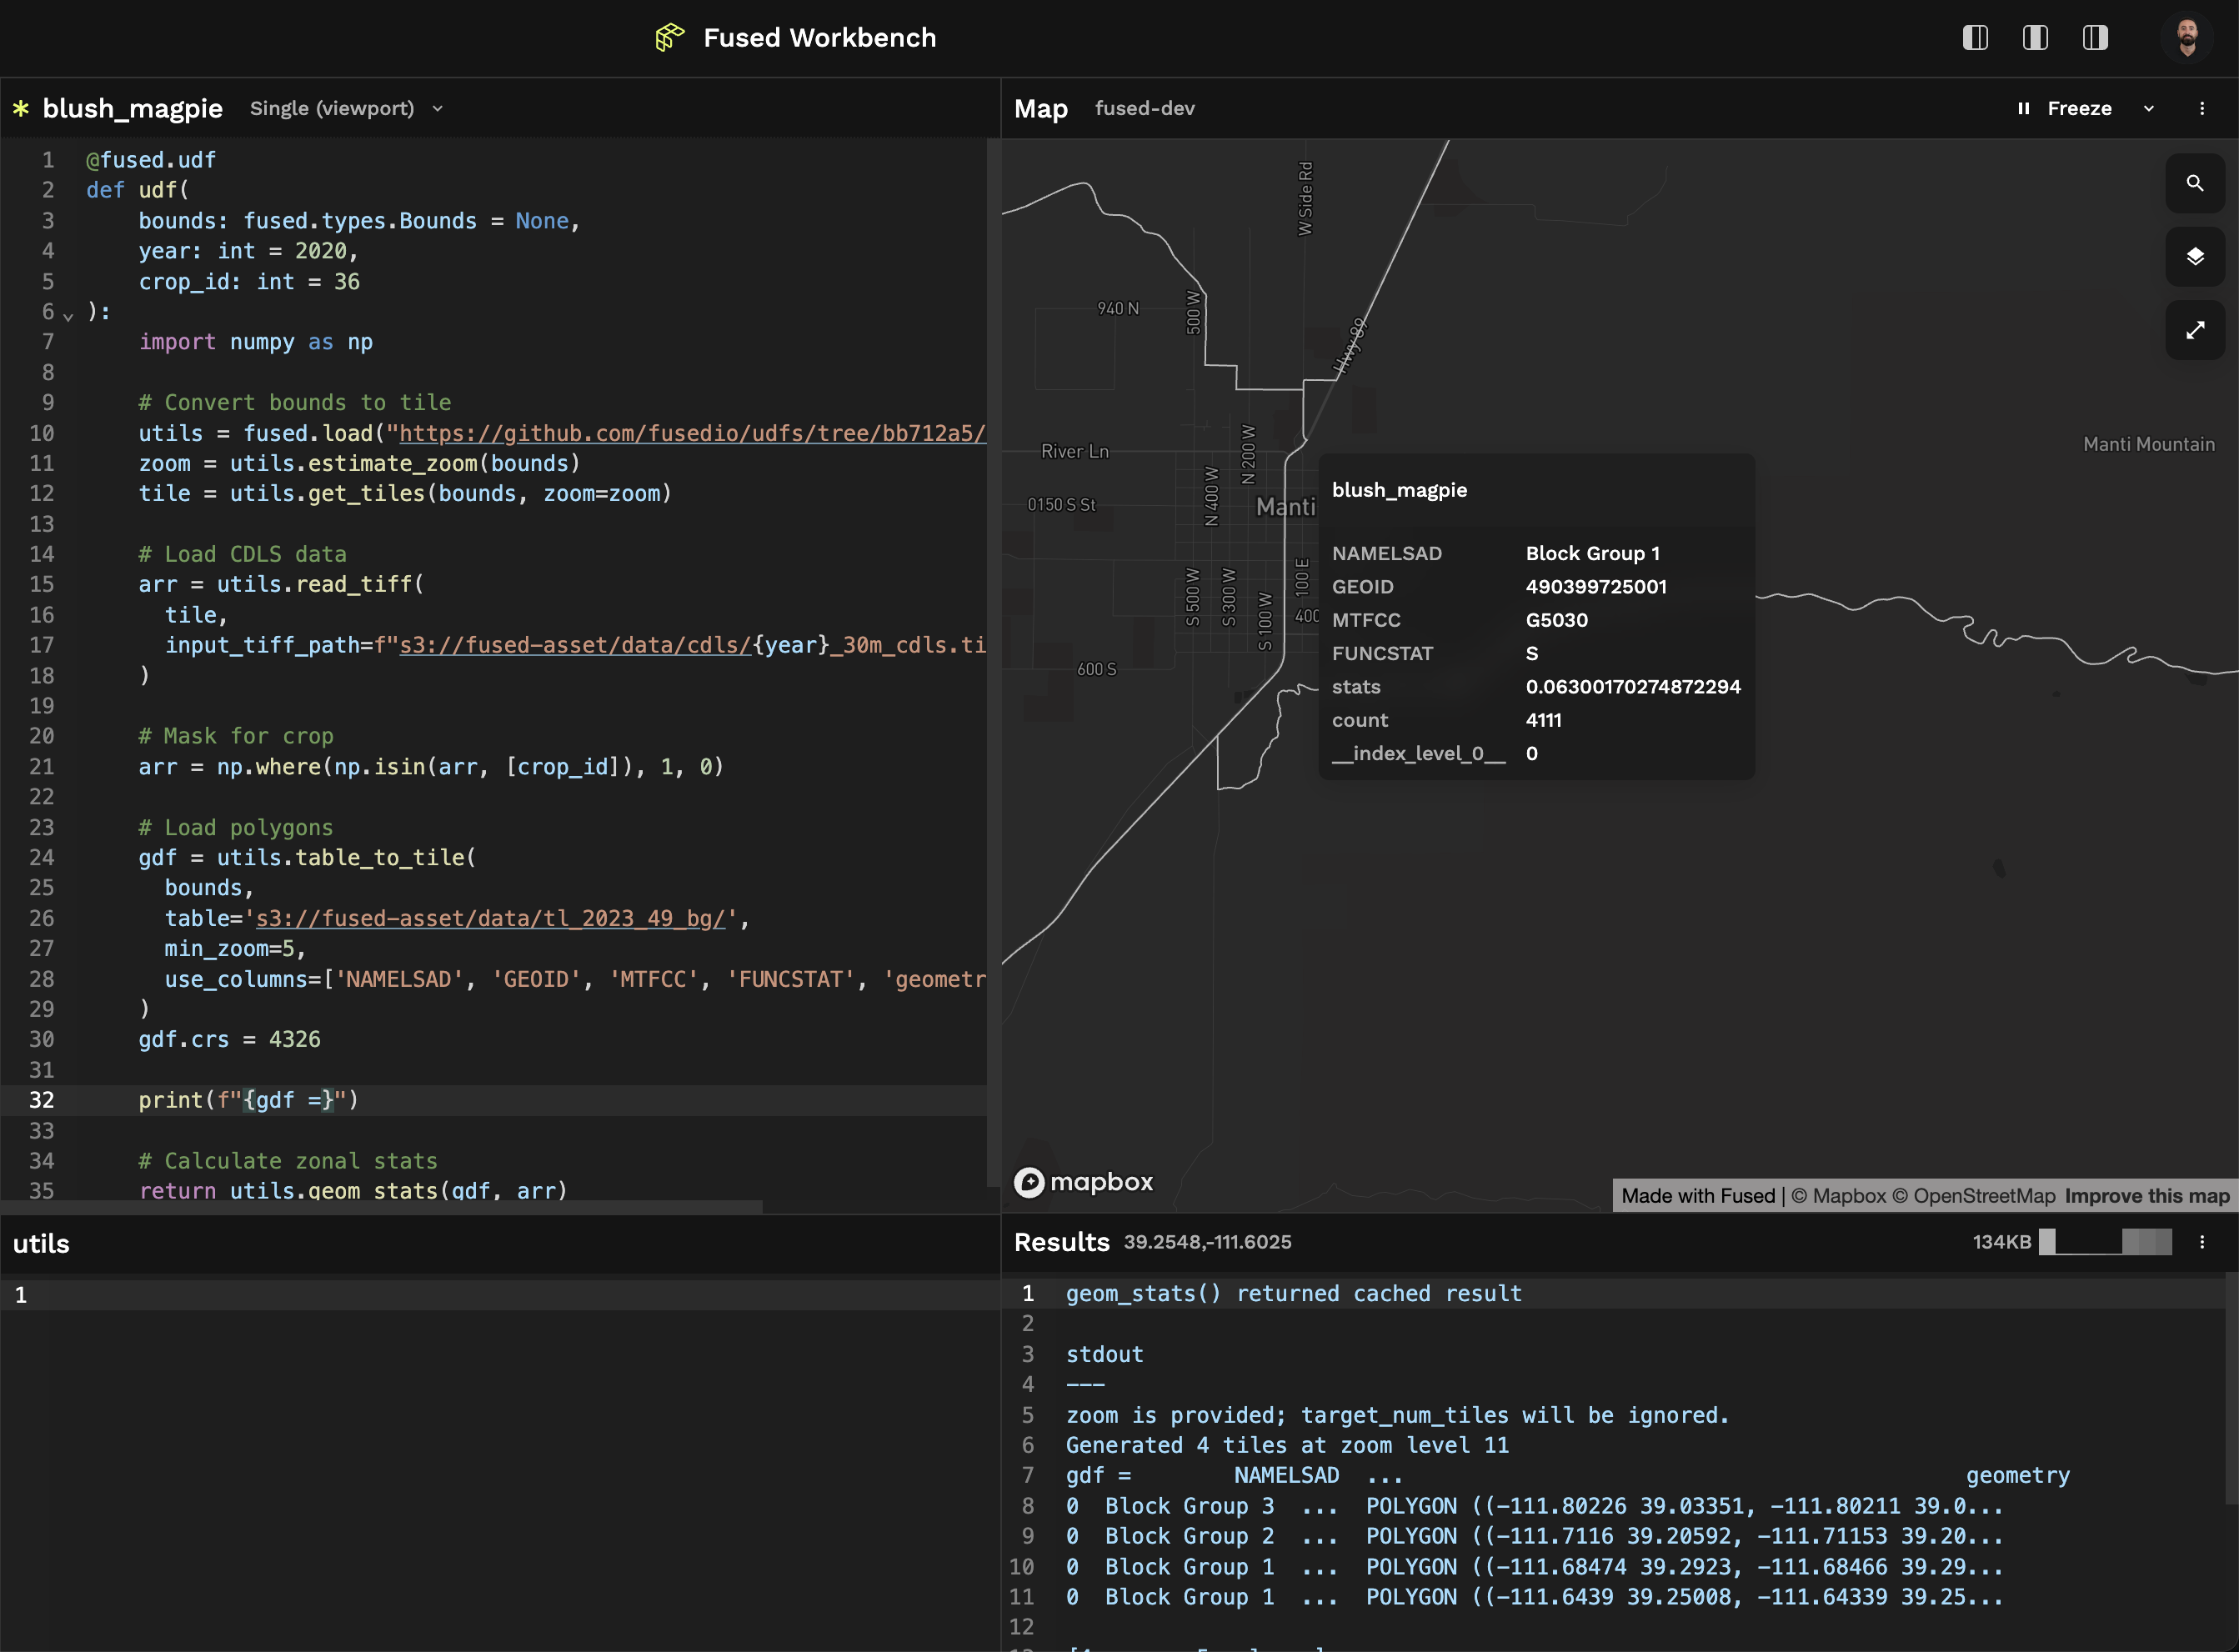 Fused Workbench
* blush_magpie Single (viewport)
1 @fused.udf
2 def udf(
3 bounds: fused.types.Bounds = None,
4 year: int = 2020,
5 crop_id: int = 36
6 ):
7 import numpy as np
8
9 # Convert bounds to tile
10 utils = fused.load("https://github.com/fusedio/udfs/tree/bb712a5/
11 zoom = utils.estimate_zoom(bounds)
12 tile = utils.get_tiles(bounds, zoom=zoom)
13
14 # Load CDLS data
15 arr = utils.read_tiff(
16 tile,
17 input_tiff_path=f"s3://fused-asset/data/cdls/{year}_30m_cdls.ti
18 )
19
20 # Mask for crop
21 arr = np.where(np.isin(arr, [crop_id]), 1, 0)
22
23 # Load polygons
24 gdf = utils.table_to_tile(
25 bounds,
26 table='s3://fused-asset/data/tl_2023_49_bg/',
27 min_zoom=5,
28 use_columns=['NAMELSAD', 'GEOID', 'MTFCC', 'FUNCSTAT', 'geometr
29 )
30 gdf.crs = 4326
31
32 print(f"{gdf =}")
33
34 # Calculate zonal stats
35 return utils.geom_stats(gdf, arr)
utils
1
Map fused-dev
Freeze
W Side Rd
940 N
500 W
Hwy 89
Manti Mountain
River Ln
N 200 W
N 400 W
0150 S St
Manti
S 500 W
S 300 W
S 100 W
100 E
400
600 S
blush_magpie
NAMELSAD Block Group 1
GEOID 490399725001
MTFCC G5030
FUNCSTAT S
stats 0.06300170274872294
count 4111
__index_level_0__ 0
mapbox
Made with Fused | © Mapbox © OpenStreetMap Improve this map
Results 39.2548,-111.6025
134KB
1 geom_stats() returned cached result
2
3 stdout
4 ---
5 zoom is provided; target_num_tiles will be ignored.
6 Generated 4 tiles at zoom level 11
7 gdf = NAMELSAD ... geometry
8 0 Block Group 3 ... POLYGON ((-111.80226 39.03351, -111.80211 39.0...
9 0 Block Group 2 ... POLYGON ((-111.7116 39.20592, -111.71153 39.20...
10 0 Block Group 1 ... POLYGON ((-111.68474 39.2923, -111.68466 39.29...
11 0 Block Group 1 ... POLYGON ((-111.6439 39.25008, -111.64339 39.25...
12